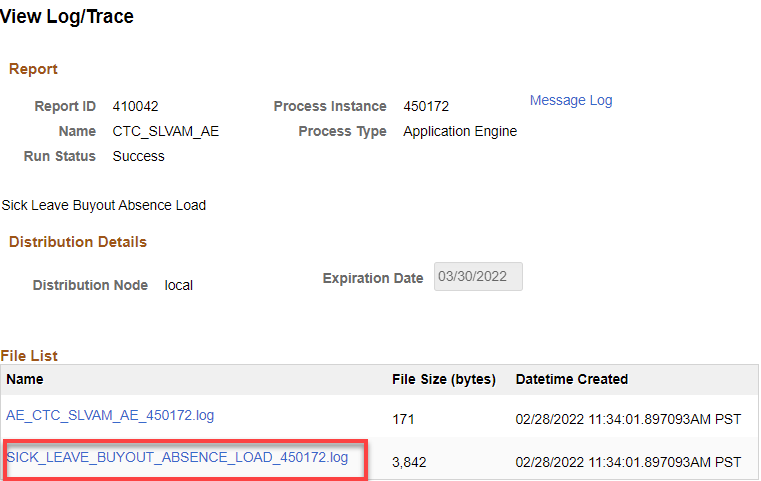 View Log/Trace
Report
Report ID 410042 Process Instance 450172 Message Log
Name CTC_SLVAM_AE Process Type Application Engine
Run Status Success
Sick Leave Buyout Absence Load
Distribution Details
Distribution Node local Expiration Date 03/30/2022
File List
Name File Size (bytes) Datetime Created
AE_CTC_SLVAM_AE_450172.log 171 02/28/2022 11:34:01.897093AM PST
SICK_LEAVE_BUYOUT_ABSENCE_LOAD_450172.log 3,842 02/28/2022 11:34:01.897093AM PST